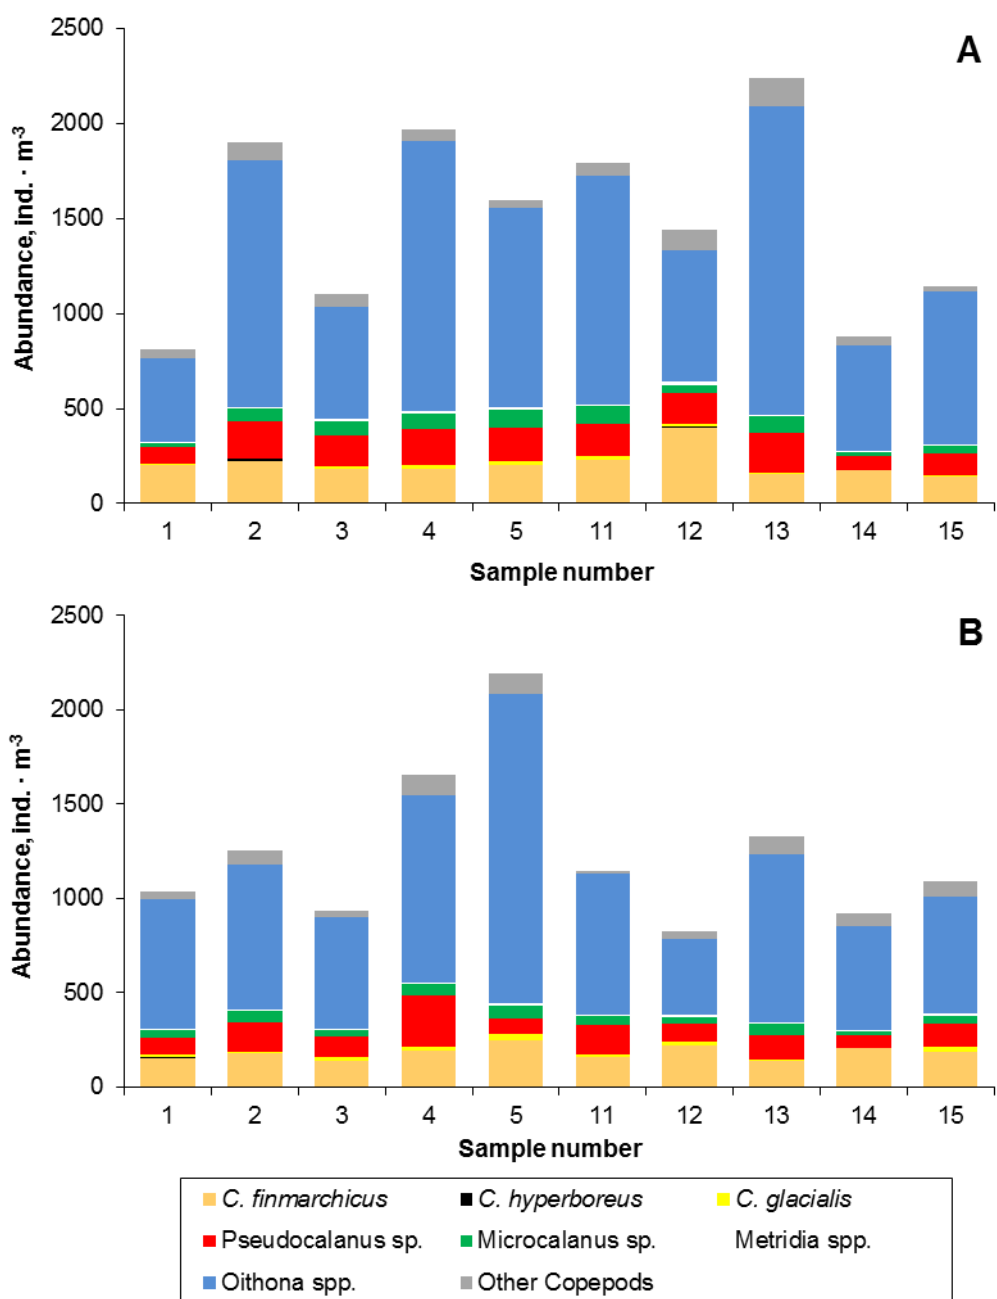 A
2500
2000
1500
1000
500
0
Abundance, ind. · m-3
1 2 3 4 5 11 12 13 14 15
Sample number
B
2500
2000
1500
1000
500
0
Abundance, ind. · m-3
1 2 3 4 5 11 12 13 14 15
Sample number
C. finmarchicus C. hyperboreus C. glacialis
Pseudocalanus sp. Microcalanus sp. Metridia spp.
Oithona spp. Other Copepods